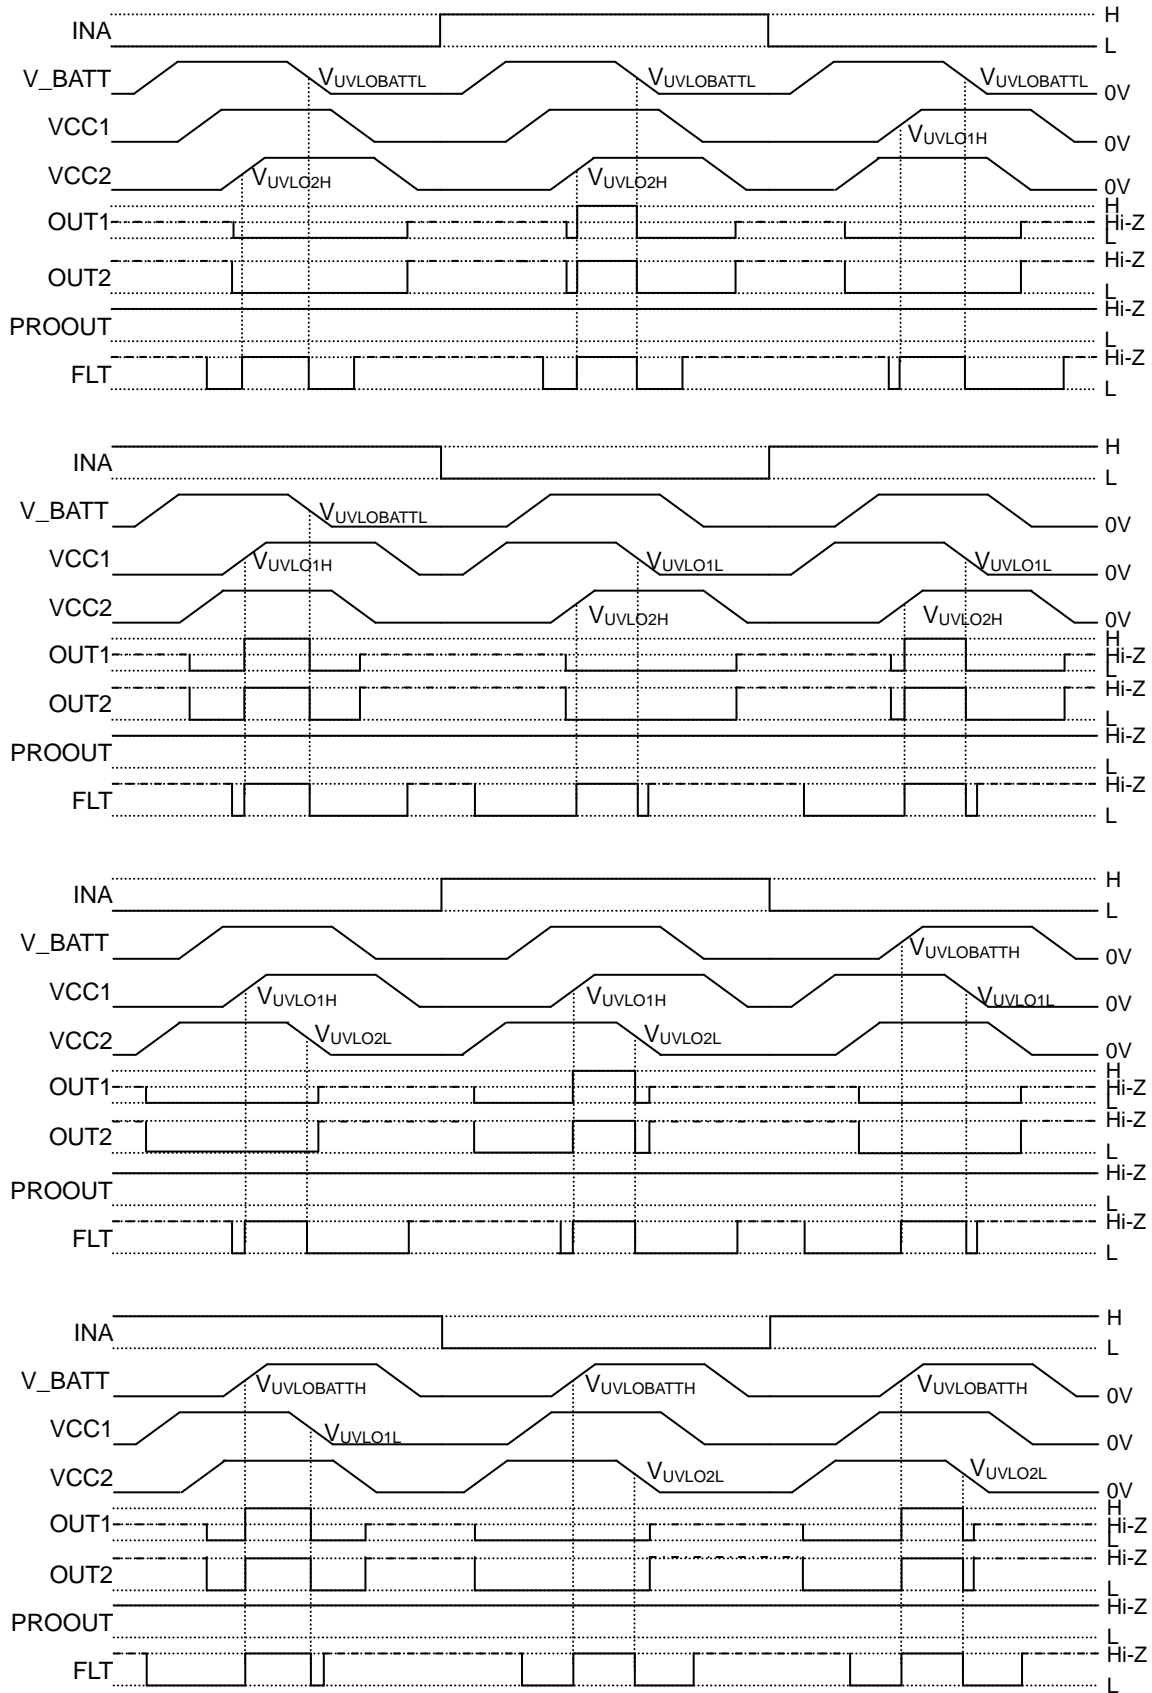 INA H
L
V_BATT VUVLOBATTL VUVLOBATTL VUVLOBATTL 0V
VCC1 VUVLO1H 0V
VCC2 VUVLO2H VUVLO2H 0V
OUT1 H
Hi-Z
L
OUT2 Hi-Z
L
PROOUT Hi-Z
L
FLT Hi-Z
L
INA H
L
V_BATT VUVLOBATTL 0V
VCC1 VUVLO1H VUVLO1L VUVLO1L 0V
VCC2 VUVLO2H VUVLO2H 0V
OUT1 H
Hi-Z
L
OUT2 Hi-Z
L
PROOUT Hi-Z
L
FLT Hi-Z
L
INA H
L
V_BATT VUVLOBATTH 0V
VCC1 VUVLO1H VUVLO1H VUVLO1L 0V
VCC2 VUVLO2L VUVLO2L 0V
OUT1 H
Hi-Z
L
OUT2 Hi-Z
L
PROOUT Hi-Z
L
FLT Hi-Z
L
INA H
L
V_BATT VUVLOBATTH VUVLOBATTH VUVLOBATTH 0V
VCC1 VUVLO1L 0V
VCC2 VUVLO2L VUVLO2L 0V
OUT1 H
Hi-Z
L
OUT2 Hi-Z
L
PROOUT Hi-Z
L
FLT Hi-Z
L